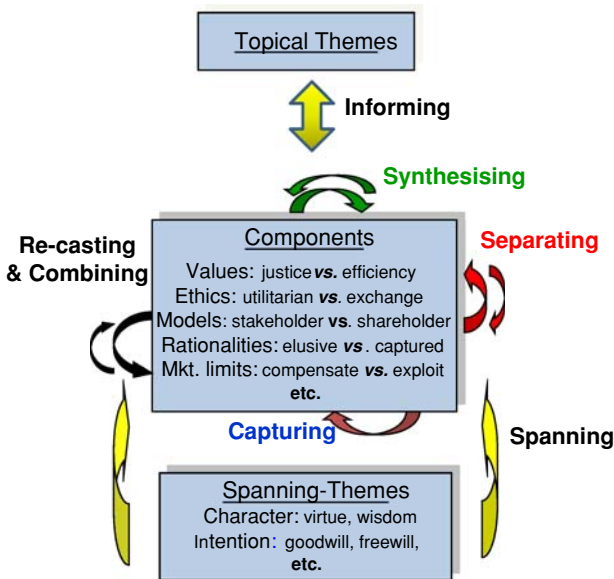 Topical Themes
Informing
Synthesising
Re-casting
& Combining
Separating
Components
Values: justice vs. efficiency
Ethics: utilitarian vs. exchange
Models: stakeholder vs. shareholder
Rationalities: elusive vs . captured
Mkt. limits: compensate vs. exploit
etc.
Capturing
Spanning
Spanning-Themes
Character: virtue, wisdom
Intention: goodwill, freewill,
etc.